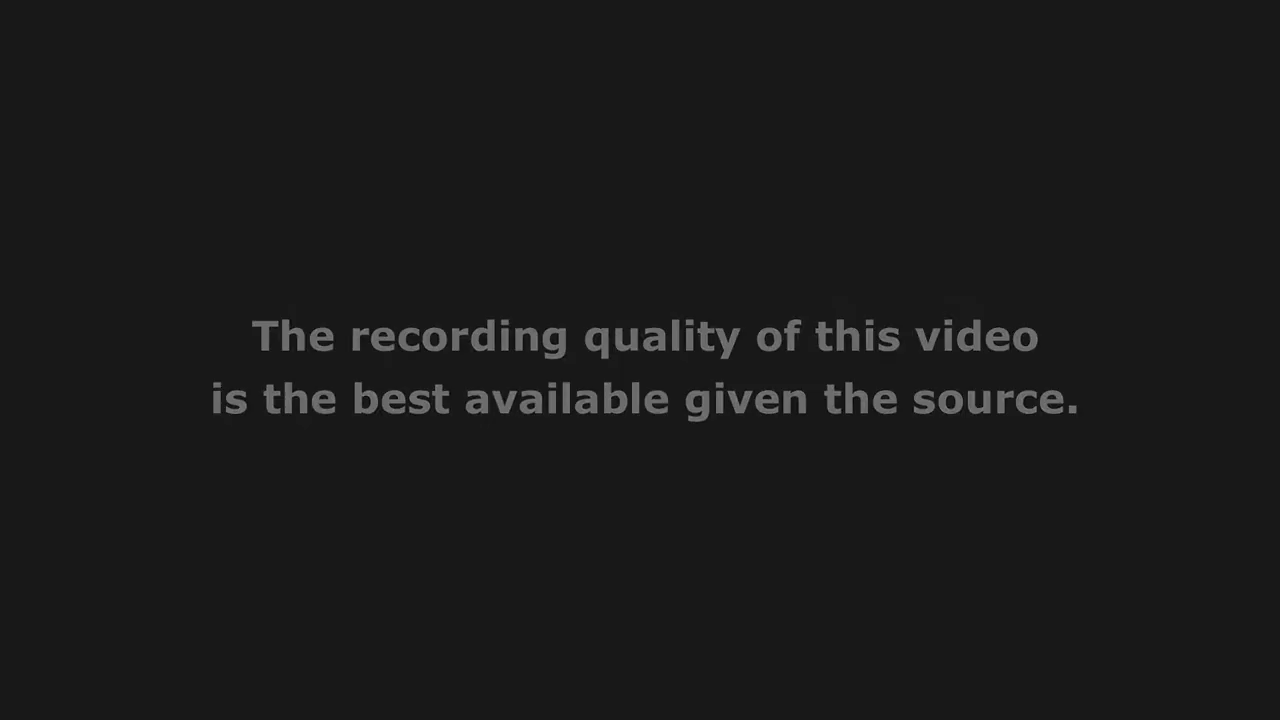 The recording quality of this video
is the best available given the source.